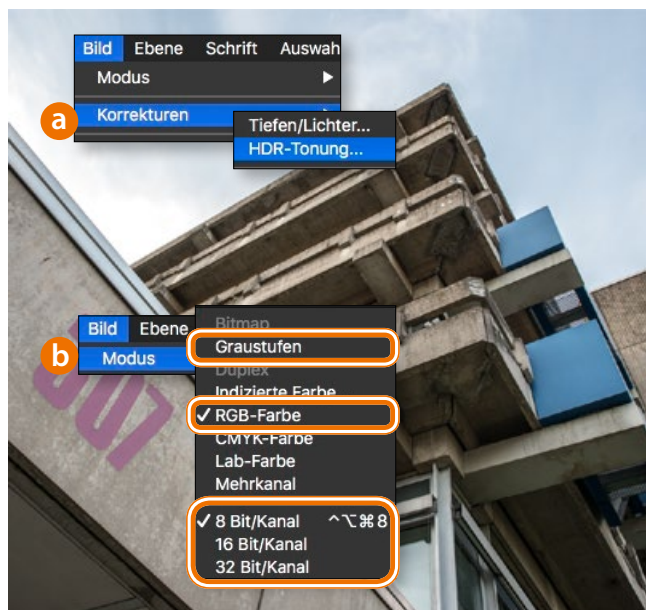 Bild Ebene Schrift Auswah
Modus
a
Korrekturen
Tiefen/Lichter...
HDR-Tonung...
Bild Ebene
b
Modus
Bitmap
Graustufen
Duplex
Indizierte Farbe
✓ RGB-Farbe
CMYK-Farbe
Lab-Farbe
Mehrkanal
✓ 8 Bit/Kanal ^⌥⌘8
16 Bit/Kanal
32 Bit/Kanal